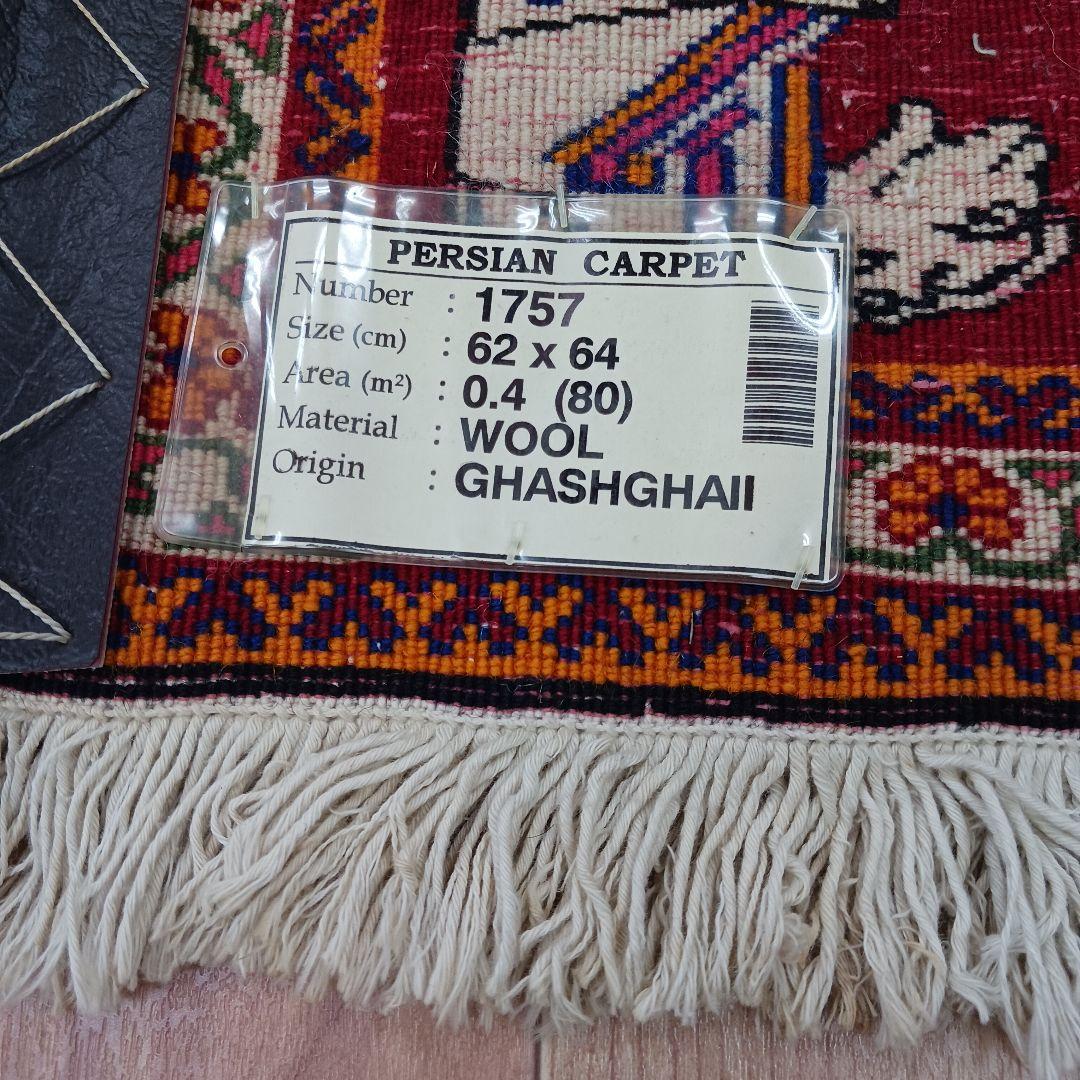 PERSIAN CARPET
Number : 1757
Size (cm) : 62 x 64
Area (m²) : 0.4 (80)
Material : WOOL
Origin : GHASHGHAII